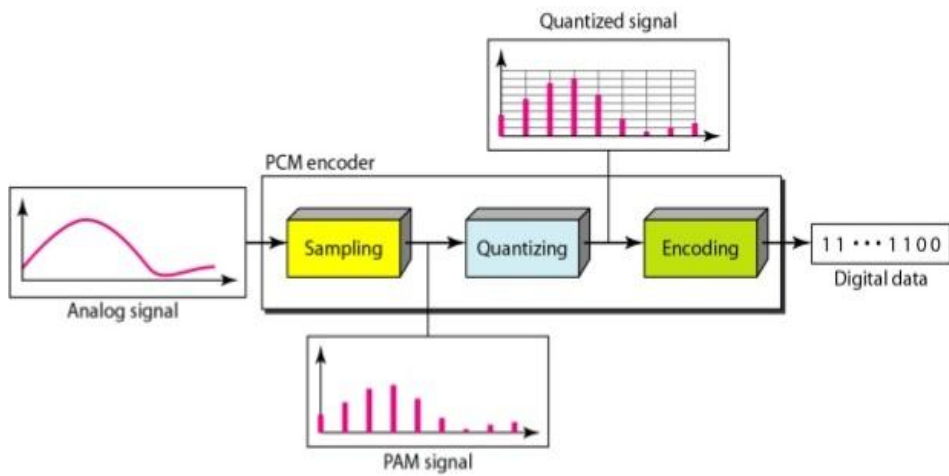 Quantized signal
PCM encoder
Sampling
Quantizing
Encoding
11 ••• 1100
Digital data
Analog signal
PAM signal